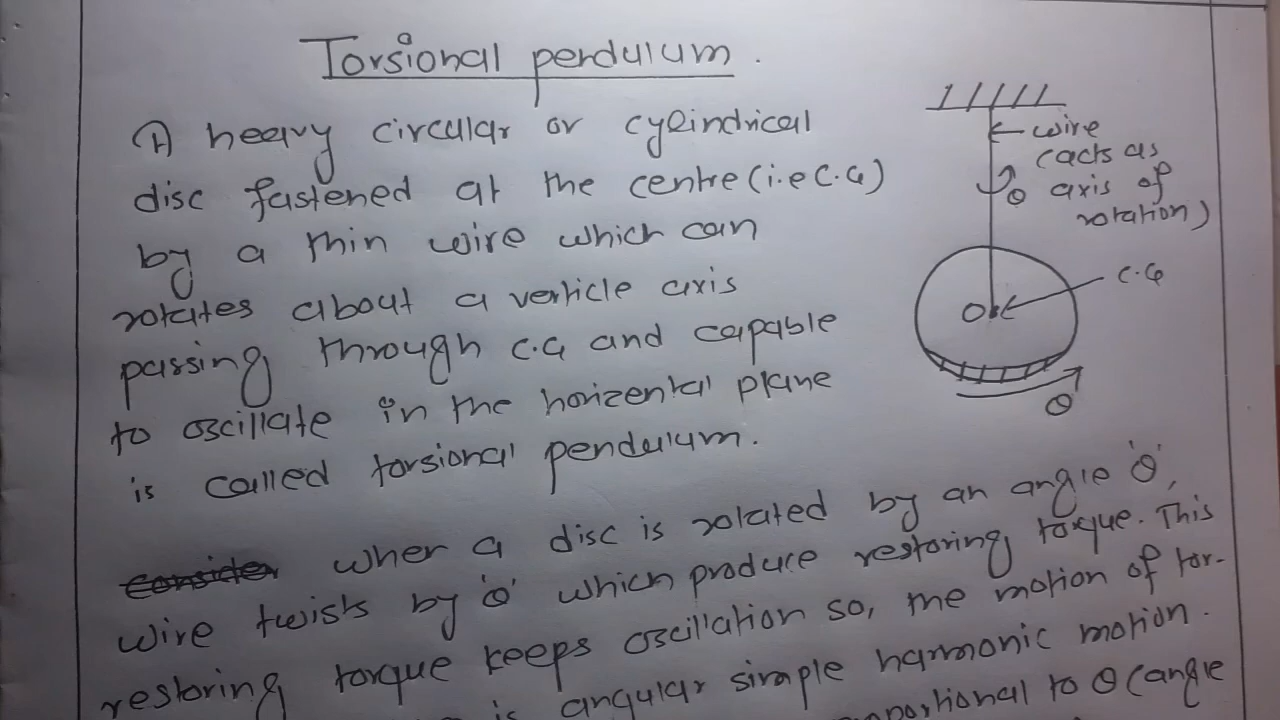 Torsional pendulum.
A heavy circular or cylindrical
disc fastened at the centre (i.e C.G)
by a thin wire which can
rotates about a verticle axis
passing through C.G and capable
to oscillate in the horizental plane
is called torsional pendulum.
wire
(acts as
axis of
rotation)
θ
C.G
O
θ
Consider when a disc is rotated by an angle 'θ',
wire twists by 'θ' which produce restoring torque. This
restoring torque keeps oscillation so, the motion of tor-
is angular simple harmonic motion.
to θ (angle